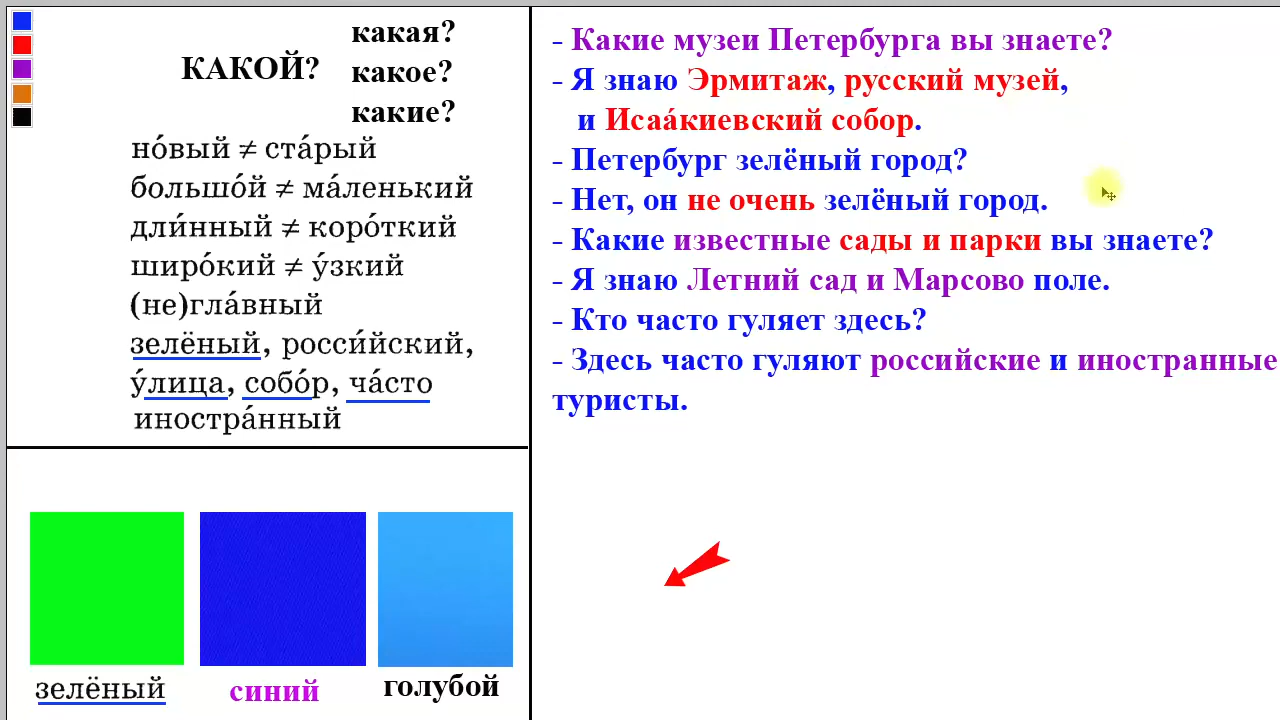 КАКОЙ?
какая?
какое?
какие?
но́вый ≠ ста́рый
большо́й ≠ ма́ленький
дли́нный ≠ коро́ткий
широ́кий ≠ у́зкий
(не)гла́вный
зелёный, росси́йский,
у́лица, собо́р, ча́сто
иностра́нный
зелёный
синий
голубой
- Какие музеи Петербурга вы знаете?
- Я знаю Эрмитаж, русский музей,
и Исаа́киевский собор.
- Петербург зелёный город?
- Нет, он не очень зелёный город.
- Какие известные сады и парки вы знаете?
- Я знаю Летний сад и Марсово поле.
- Кто часто гуляет здесь?
- Здесь часто гуляют российские и иностранные
туристы.